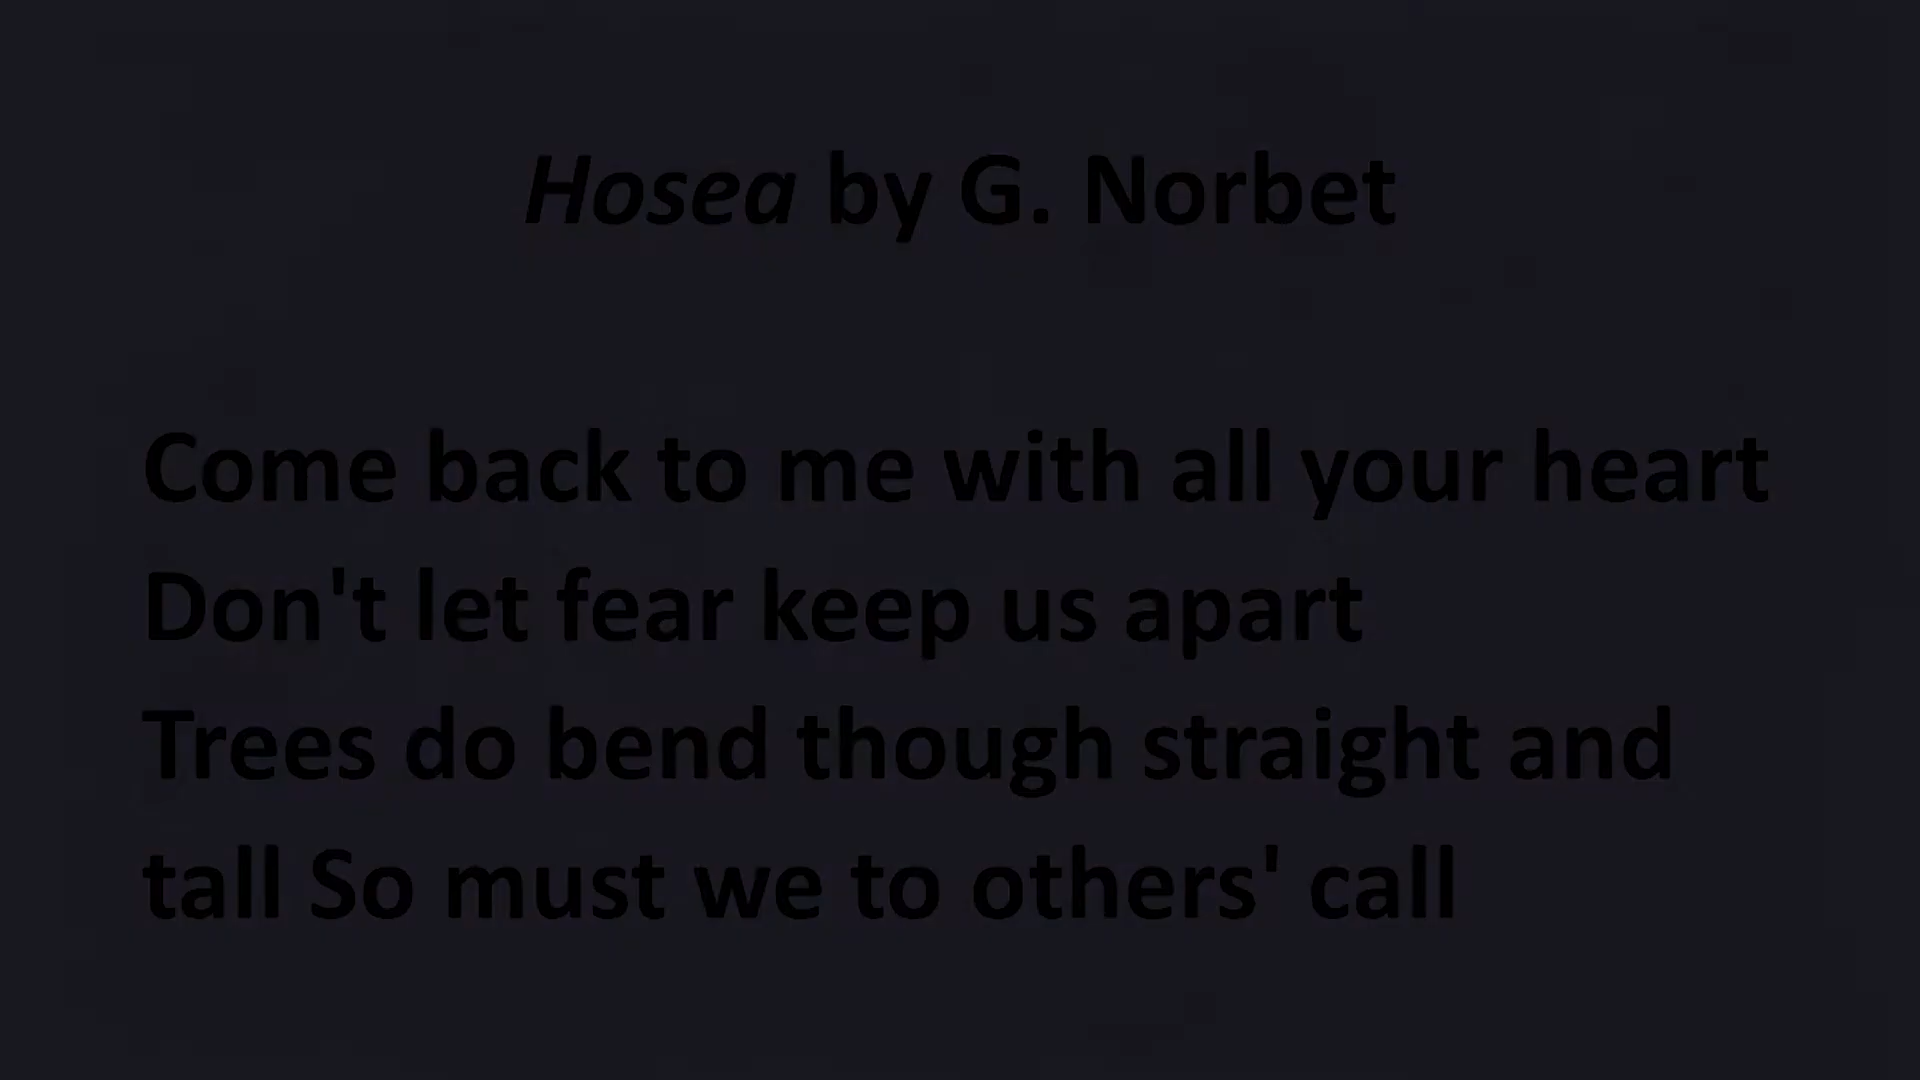 Hosea by G. Norbet
Come back to me with all your heart
Don't let fear keep us apart
Trees do bend though straight and
tall So must we to others' call